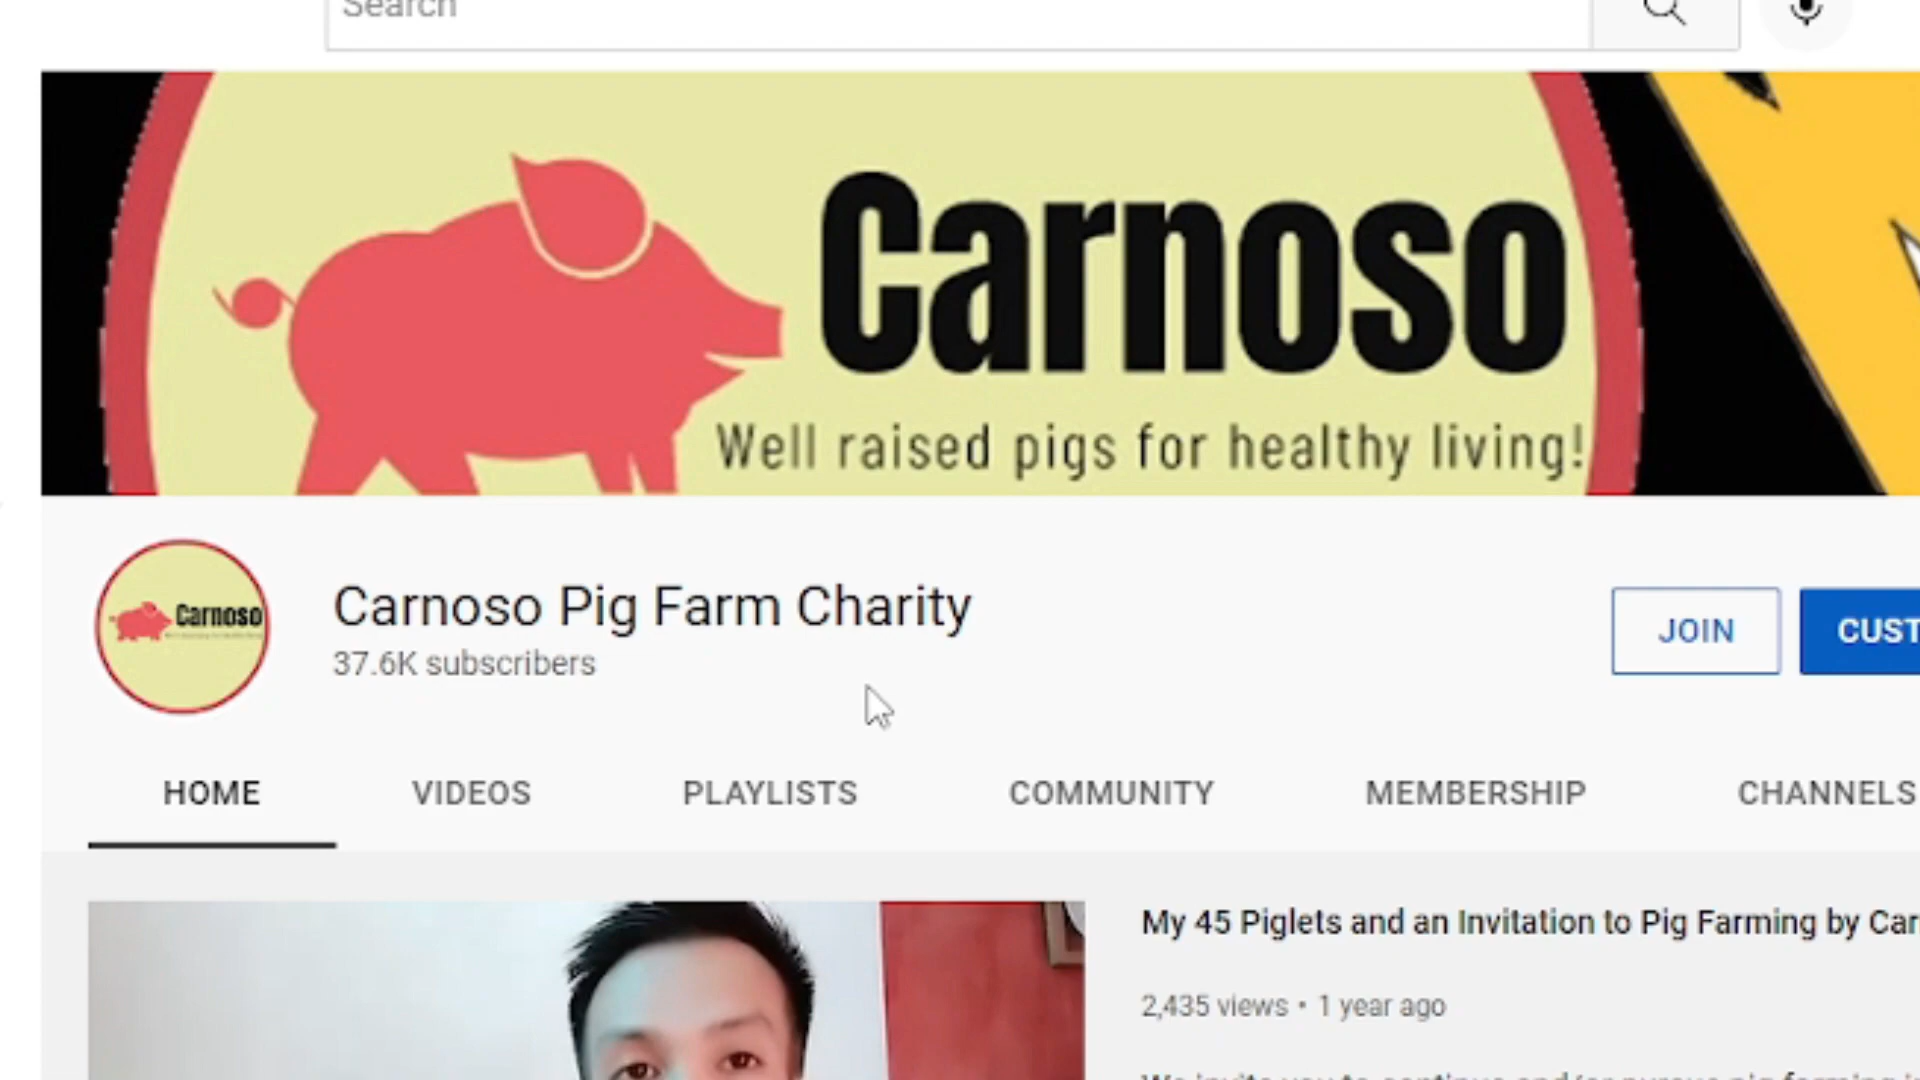 Search
Carnoso
Well raised pigs for healthy living!
Carnoso
Carnoso Pig Farm Charity
37.6K subscribers
JOIN
CUST
HOME
VIDEOS
PLAYLISTS
COMMUNITY
MEMBERSHIP
CHANNELS
My 45 Piglets and an Invitation to Pig Farming by Car
2,435 views • 1 year ago